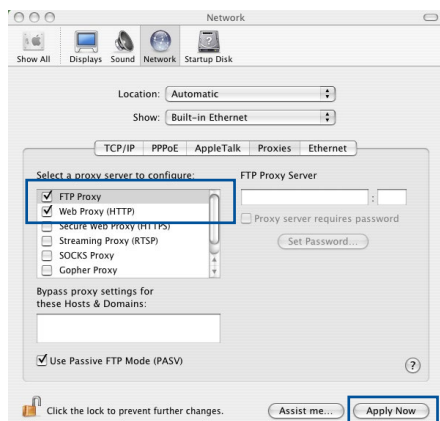 Network
Show All Displays Sound Network Startup Disk
Location: Automatic
Show: Built-in Ethernet
TCP/IP PPPoE AppleTalk Proxies Ethernet
Select a proxy server to configure: FTP Proxy Server
FTP Proxy :
Web Proxy (HTTP) Proxy server requires password
Secure Web Proxy (HTTPS)
Streaming Proxy (RTSP) Set Password...
SOCKS Proxy
Gopher Proxy
Bypass proxy settings for
these Hosts & Domains:
Use Passive FTP Mode (PASV) ?
Click the lock to prevent further changes. Assist me... Apply Now